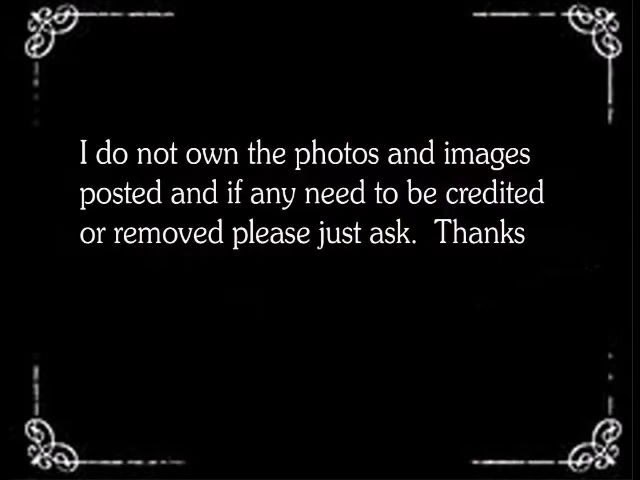 I do not own the photos and images
posted and if any need to be credited
or removed please just ask.  Thanks